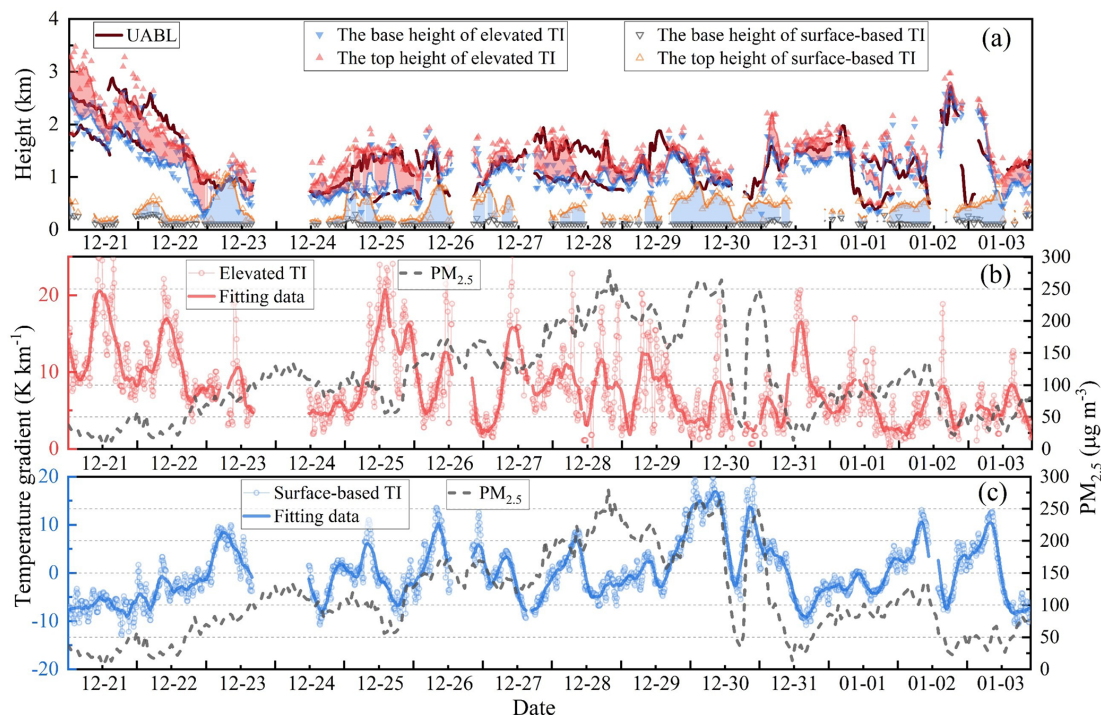 4
3
2
1
0
Height (km)
UABL
The base height of elevated TI
The top height of elevated TI
The base height of surface-based TI
The top height of surface-based TI
(a)
12-21 12-22 12-23 12-24 12-25 12-26 12-27 12-28 12-29 12-30 12-31 01-01 01-02 01-03
20
10
0
Elevated TI
Fitting data
PM2.5
(b)
300
250
200
150
100
50
0
12-21 12-22 12-23 12-24 12-25 12-26 12-27 12-28 12-29 12-30 12-31 01-01 01-02 01-03
Temperature gradient (K km-1)
PM2.5 (μg m-3)
20
10
0
-10
-20
Surface-based TI
Fitting data
PM2.5
(c)
300
250
200
150
100
50
0
12-21 12-22 12-23 12-24 12-25 12-26 12-27 12-28 12-29 12-30 12-31 01-01 01-02 01-03
Date